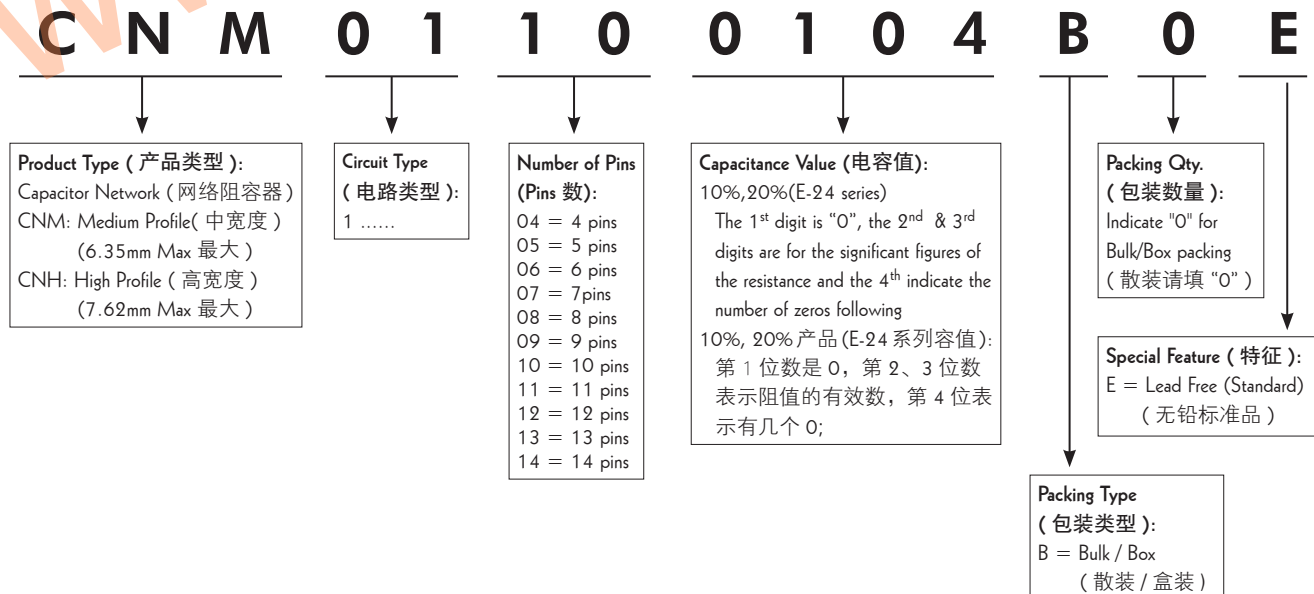 CNM 01 10 0104 B 0 E
Product Type ( 产品类型 ):
Capacitor Network ( 网络阻容器 )
CNM: Medium Profile( 中宽度 )
(6.35mm Max 最大 )
CNH: High Profile ( 高宽度 )
(7.62mm Max 最大 )
Circuit Type
( 电路类型 ):
1 ......
Number of Pins
(Pins 数):
04 = 4 pins
05 = 5 pins
06 = 6 pins
07 = 7pins
08 = 8 pins
09 = 9 pins
10 = 10 pins
11 = 11 pins
12 = 12 pins
13 = 13 pins
14 = 14 pins
Capacitance Value (电容值):
10%,20%(E-24 series)
The 1st digit is “0”, the 2nd & 3rd
digits are for the significant figures of
the resistance and the 4th indicate the
number of zeros following
10%, 20% 产品 (E-24 系列容值):
第 1 位数是 0，第 2、3 位数
表示阻值的有效数，第 4 位表
示有几个 0;
Packing Qty.
( 包装数量 ):
Indicate "0" for
Bulk/Box packing
( 散装请填 “0” )
Special Feature ( 特征 ):
E = Lead Free (Standard)
( 无铅标准品 )
Packing Type
( 包装类型 ):
B = Bulk / Box
( 散装 / 盒装 )